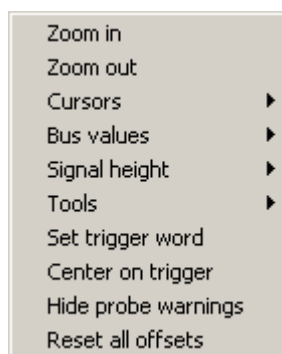 Zoom in
Zoom out
Cursors
Bus values
Signal height
Tools
Set trigger word
Center on trigger
Hide probe warnings
Reset all offsets